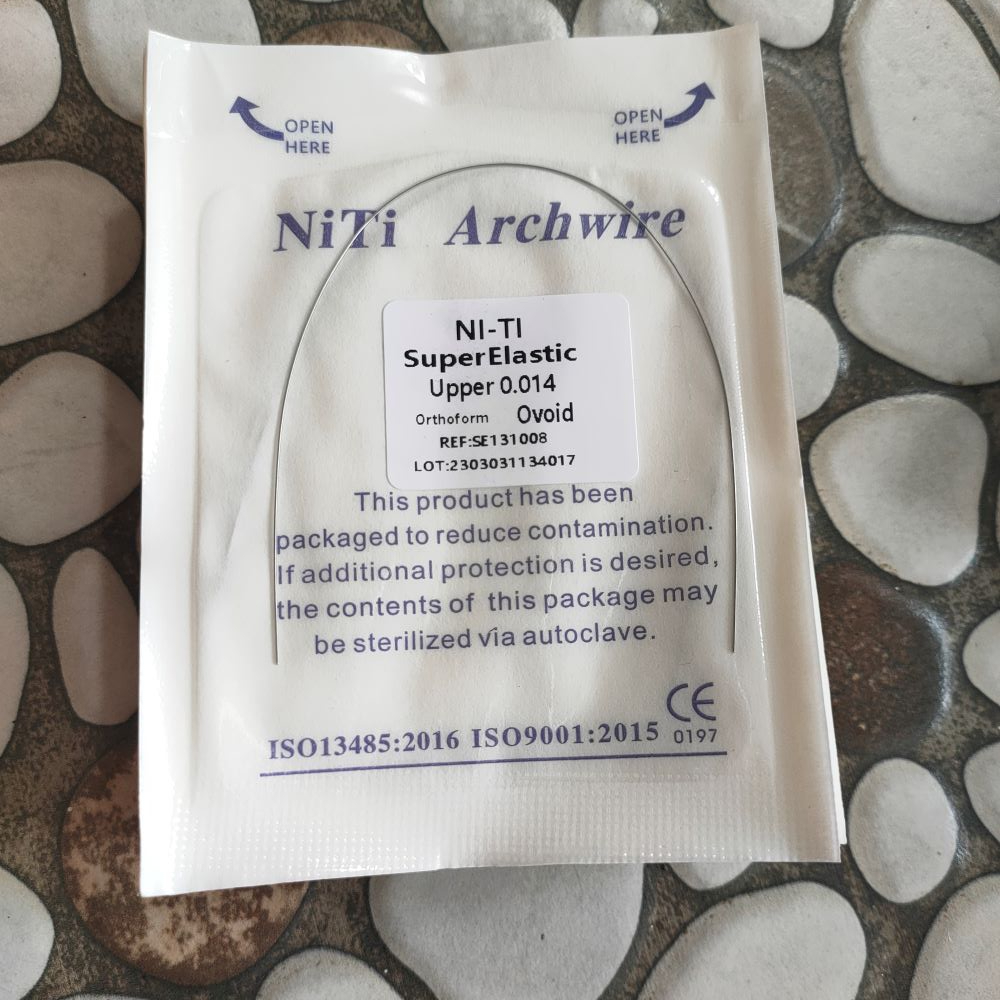 OPEN
HERE
OPEN
HERE
NiTi Archwire
NI-TI
SuperElastic
Upper 0.014
Orthoform Ovoid
REF:SE131008
LOT:2303031134017
This product has been
packaged to reduce contamination.
If additional protection is desired,
the contents of this package may
be sterilized via autoclave.
CE
ISO13485:2016 ISO9001:2015 0197